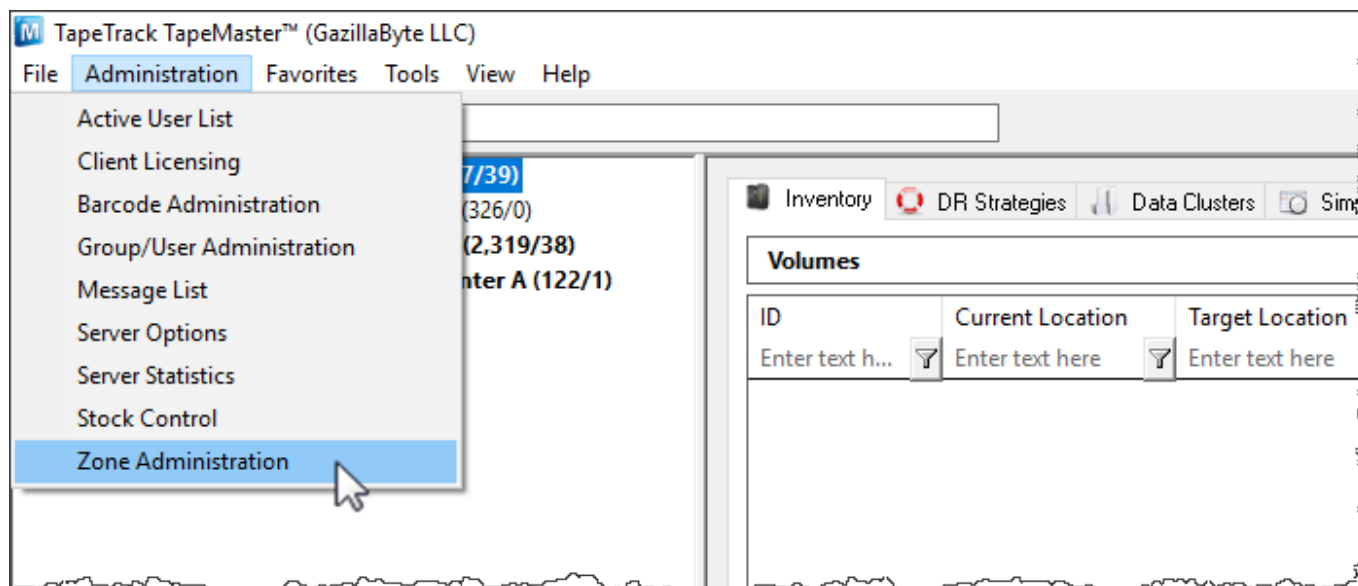 TapeTrack TapeMaster™ (GazillaByte LLC)
File Administration Favorites Tools View Help
Active User List
Client Licensing
Barcode Administration
Group/User Administration
Message List
Server Options
Server Statistics
Stock Control
Zone Administration
7/39)
(326/0)
(2,319/38)
nter A (122/1)
Inventory DR Strategies Data Clusters
Volumes
ID Current Location Target Location
Enter text h... Enter text here Enter text here